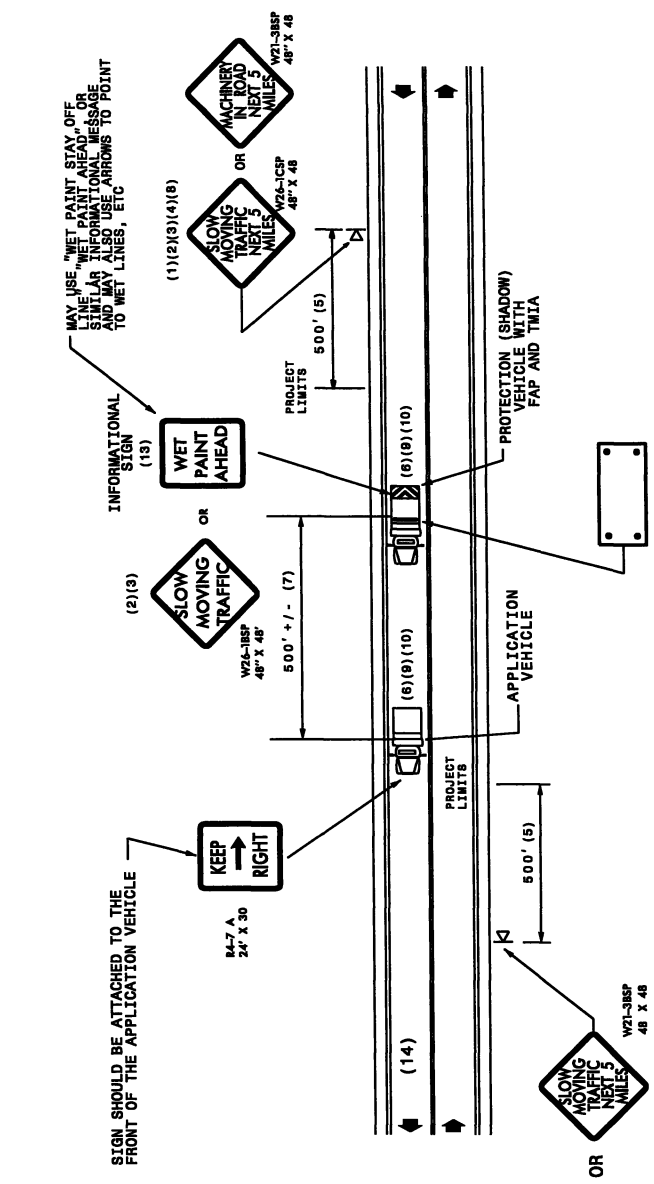 SIGN SHOULD BE ATTACHED TO THE
FRONT OF THE APPLICATION VEHICLE
KEEP
RIGHT
R4-7 A
24' X 30
(2)(3)
SLOW
MOVING
TRAFFIC
W26-1BSP
48" X 48'
OR
INFORMATIONAL
SIGN
(13)
WET
PAINT
AHEAD
MAY USE "WET PAINT STAY OFF
LINE" "WET PAINT AHEAD", OR
SIMILAR INFORMATIONAL MESSAGE
AND MAY ALSO USE ARROWS TO POINT
TO WET LINES, ETC
(1)(2)(3)(4)(8)
SLOW
MOVING
TRAFFIC
NEXT 5
MILES
W26-1CSP
48" X 48
OR
MACHINERY
IN ROAD
NEXT 5
MILES
W21-3BSP
48" X 48
500' +/- (7)
PROJECT
LIMITS
500' (5)
(14)
(6)(9)(10)
(6)(9)(10)
PROJECT
LIMITS
500' (5)
APPLICATION
VEHICLE
PROTECTION (SHADOW)
VEHICLE WITH
FAP AND TMIA
OR
SLOW
MOVING
TRAFFIC
NEXT 5
MILES
W21-3BSP
48 X 48